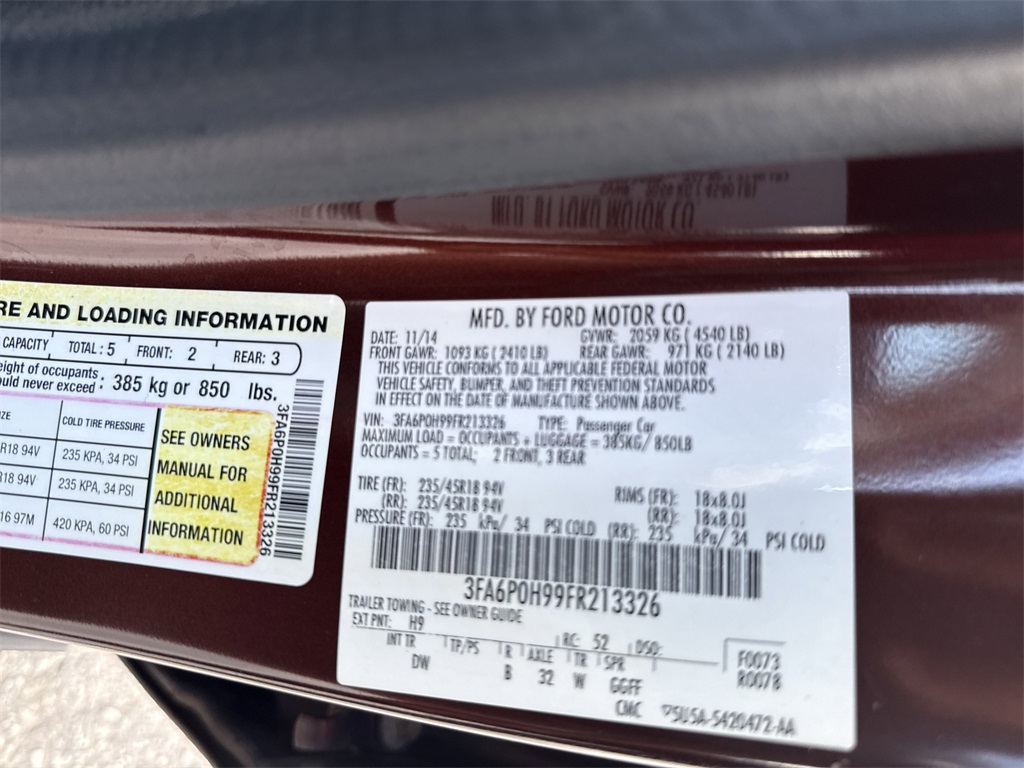 RE AND LOADING INFORMATION
CAPACITY TOTAL: 5 FRONT: 2 REAR: 3
eight of occupants
ould never exceed: 385 kg or 850 lbs.
ZE COLD TIRE PRESSURE
R18 94V 235 KPA, 34 PSI
R18 94V 235 KPA, 34 PSI
16 97M 420 KPA, 60 PSI
SEE OWNERS
MANUAL FOR
ADDITIONAL
INFORMATION
3FA6P0H99FR213326
MFD. BY FORD MOTOR CO.
DATE: 11/14 GVWR: 2059 KG ( 4540 LB)
FRONT GAWR: 1093 KG ( 2410 LB) REAR GAWR: 971 KG ( 2140 LB)
THIS VEHICLE CONFORMS TO ALL APPLICABLE FEDERAL MOTOR
VEHICLE SAFETY, BUMPER, AND THEFT PREVENTION STANDARDS
IN EFFECT ON THE DATE OF MANUFACTURE SHOWN ABOVE.
VIN: 3FA6P0H99FR213326 TYPE: Passenger Car
MAXIMUM LOAD = OCCUPANTS + LUGGAGE = 385KG/ 850LB
OCCUPANTS = 5 TOTAL; 2 FRONT, 3 REAR
TIRE (FR): 235/45R18 94V RIMS (FR): 18x8.0J
(RR): 235/45R18 94V (RR): 18x8.0J
PRESSURE (FR): 235 kPa/ 34 PSI COLD (RR): 235 kPa/ 34 PSI COLD
3FA6P0H99FR213326
TRAILER TOWING - SEE OWNER GUIDE
EXT PNT: H9 RC: 52 DSO:
INT TR TP/PS R AXLE TR SPR F0073
DW B 32 W GGFF R0078
CMC 5U5A-5420472-AA